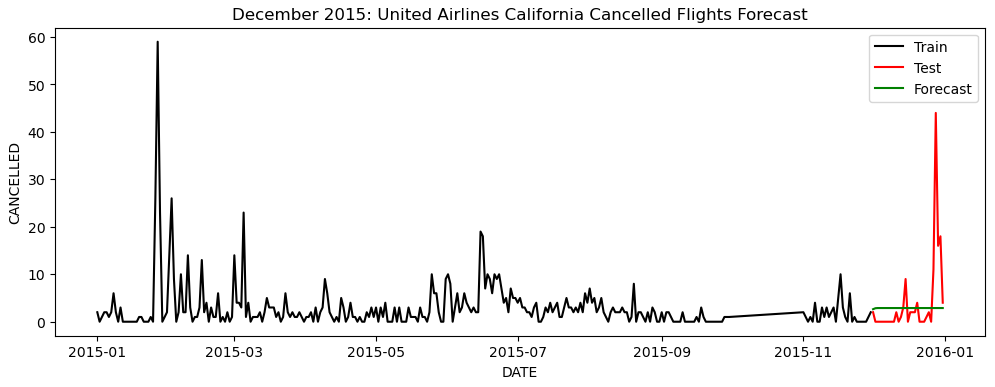 December 2015: United Airlines California Cancelled Flights Forecast
Train
Test
Forecast
60
50
40
30
20
10
0
CANCELLED
2015-01
2015-03
2015-05
2015-07
2015-09
2015-11
2016-01
DATE